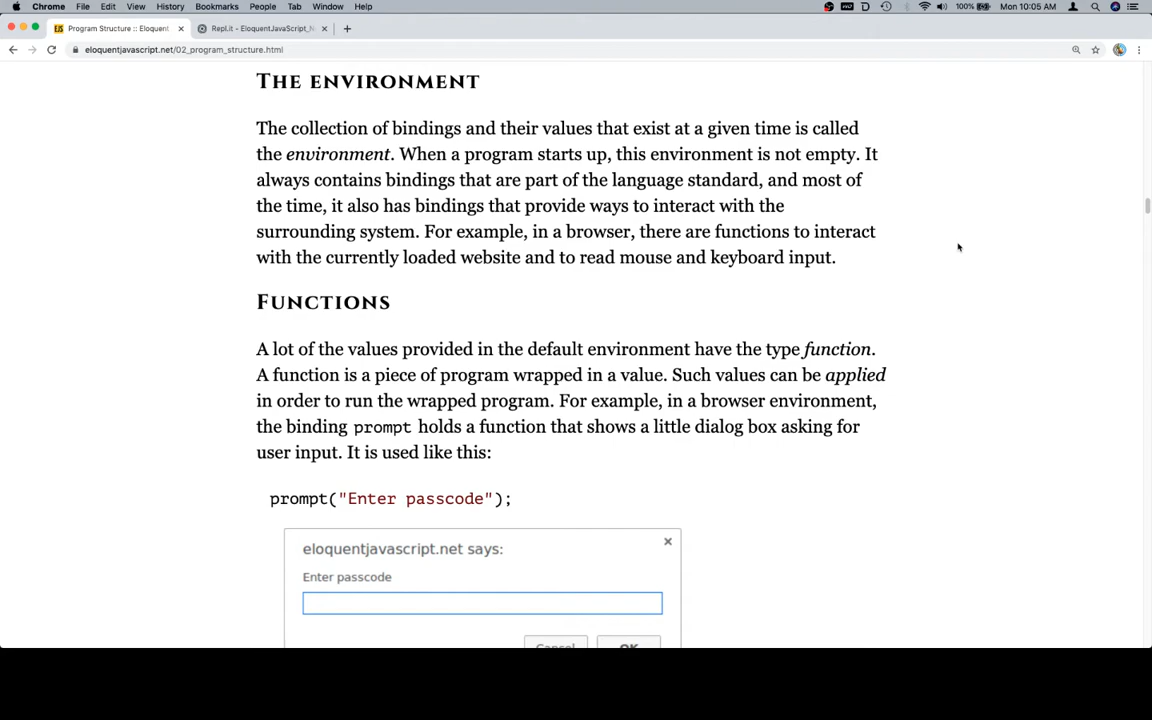 Chrome File Edit View History Bookmarks People Tab Window Help 100% Mon 10:05 AM
Program Structure :: Eloquent Repl.it - EloquentJavaScript_N
eloquentjavascript.net/02_program_structure.html
THE ENVIRONMENT
The collection of bindings and their values that exist at a given time is called
the environment. When a program starts up, this environment is not empty. It
always contains bindings that are part of the language standard, and most of
the time, it also has bindings that provide ways to interact with the
surrounding system. For example, in a browser, there are functions to interact
with the currently loaded website and to read mouse and keyboard input.
FUNCTIONS
A lot of the values provided in the default environment have the type function.
A function is a piece of program wrapped in a value. Such values can be applied
in order to run the wrapped program. For example, in a browser environment,
the binding prompt holds a function that shows a little dialog box asking for
user input. It is used like this:
prompt("Enter passcode");
eloquentjavascript.net says:
Enter passcode
Cancel OK